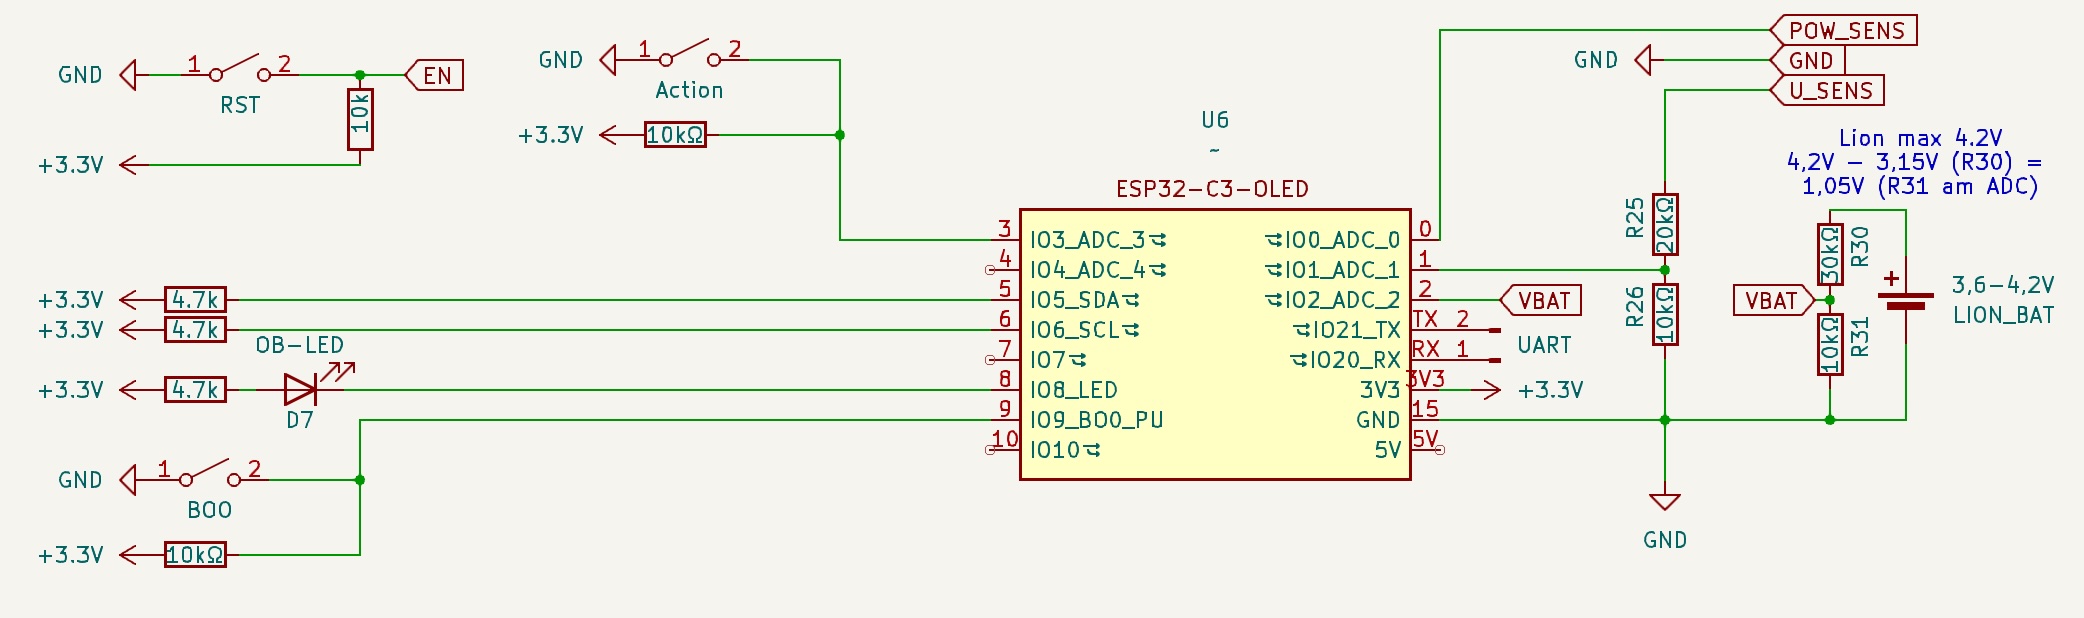 GND
1
2
RST
EN
10k
+3.3V
GND
1
2
Action
+3.3V
10kΩ
POW_SENS
GND
GND
U_SENS
Lion max 4.2V
4,2V – 3,15V (R30) =
1,05V (R31 am ADC)
U6
~
ESP32-C3-OLED
3
IO3_ADC_3
4
IO4_ADC_4
5
IO5_SDA
6
IO6_SCL
7
IO7
8
IO8_LED
9
IO9_BOO_PU
10
IO10
IO0_ADC_0
0
IO1_ADC_1
1
IO2_ADC_2
2
IO21_TX
TX
2
IO20_RX
RX
1
3V3
3V3
GND
15
5V
5V
VBAT
UART
+3.3V
R25
20kΩ
R26
10kΩ
GND
VBAT
30kΩ
R30
10kΩ
R31
+
3,6–4,2V
LION_BAT
+3.3V
4.7k
+3.3V
4.7k
OB-LED
+3.3V
4.7k
D7
GND
1
2
BOO
+3.3V
10kΩ